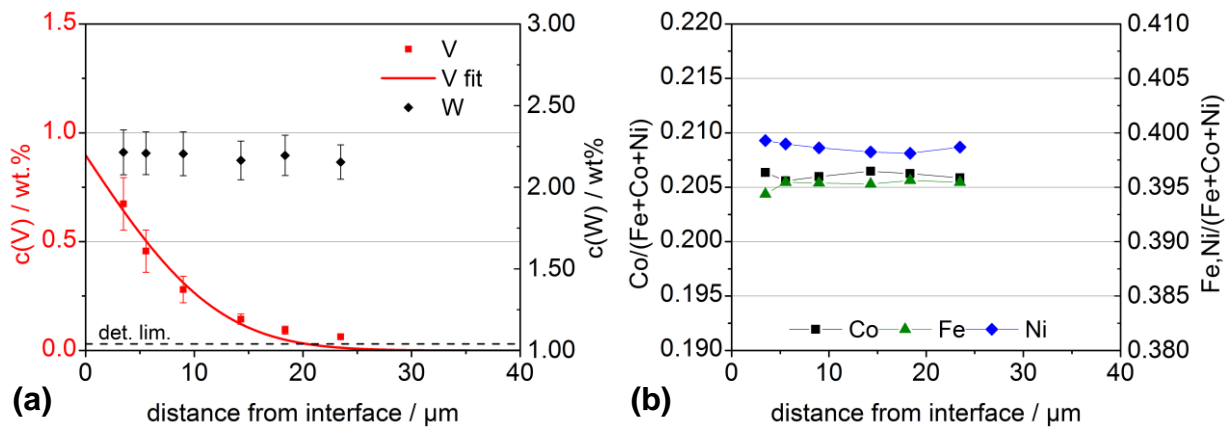 1.5
3.00
V
V fit
W
2.50
1.0
c(V) / wt.%
c(W) / wt%
2.00
0.5
1.50
det. lim.
0.0
1.00
0
10
20
30
40
(a)
distance from interface / µm
0.220
0.410
0.215
0.405
0.210
0.400
Co/(Fe+Co+Ni)
Fe,Ni/(Fe+Co+Ni)
0.205
0.395
0.200
0.390
0.195
0.385
Co
Fe
Ni
0.190
0.380
0
10
20
30
40
(b)
distance from interface / µm